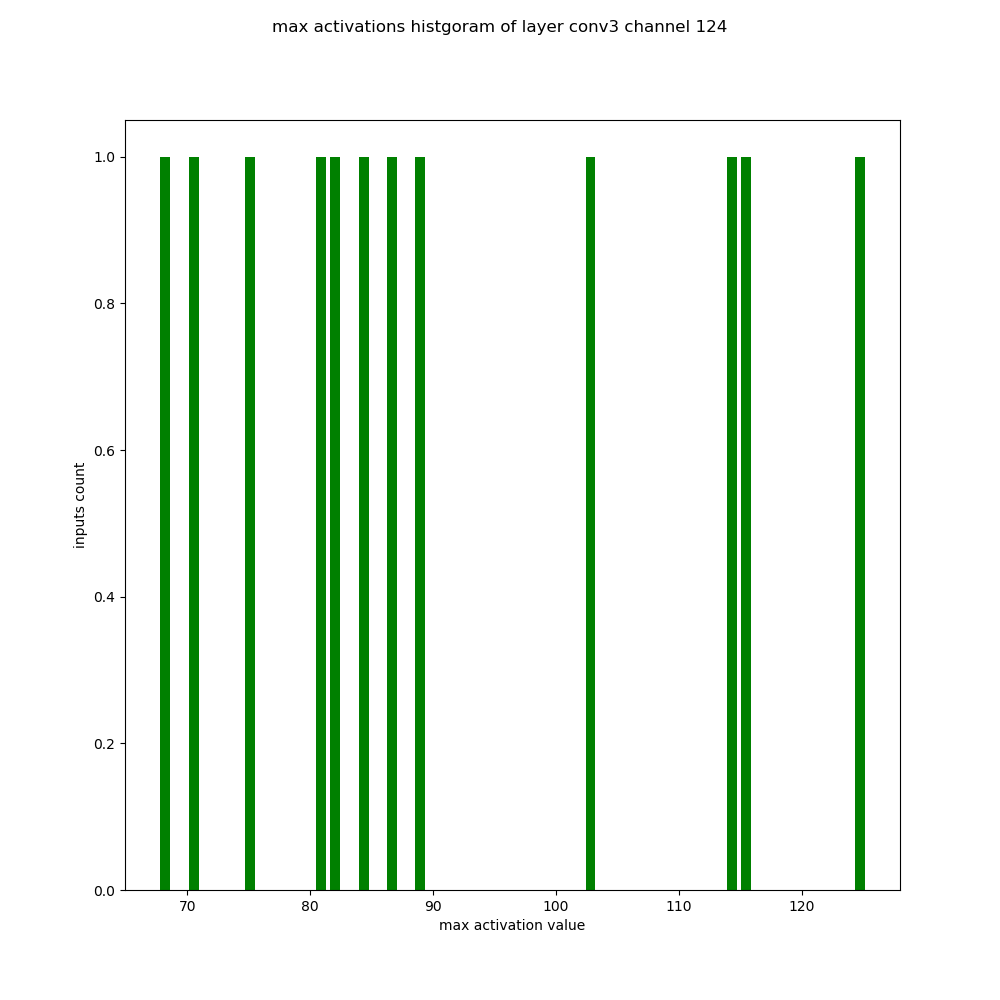 max activations histgoram of layer conv3 channel 124
1.0
0.8
0.6
0.4
0.2
0.0
inputs count
70 80 90 100 110 120
max activation value